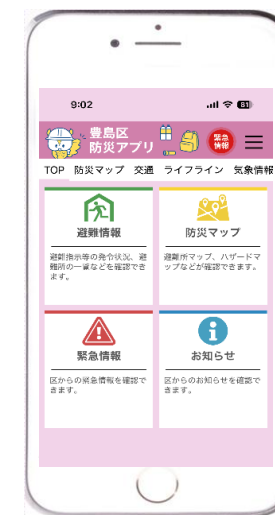 9:02
81
豊島区
防災アプリ
緊急
情報
TOP 防災マップ 交通 ライフライン 気象情報
避難情報
避難指示等の発令状況、避
難所の一覧などを確認でき
ます。
防災マップ
避難所マップ、ハザードマ
ップなどが確認できます。
緊急情報
区からの緊急情報を確認で
きます。
お知らせ
区からのお知らせを確認で
きます。